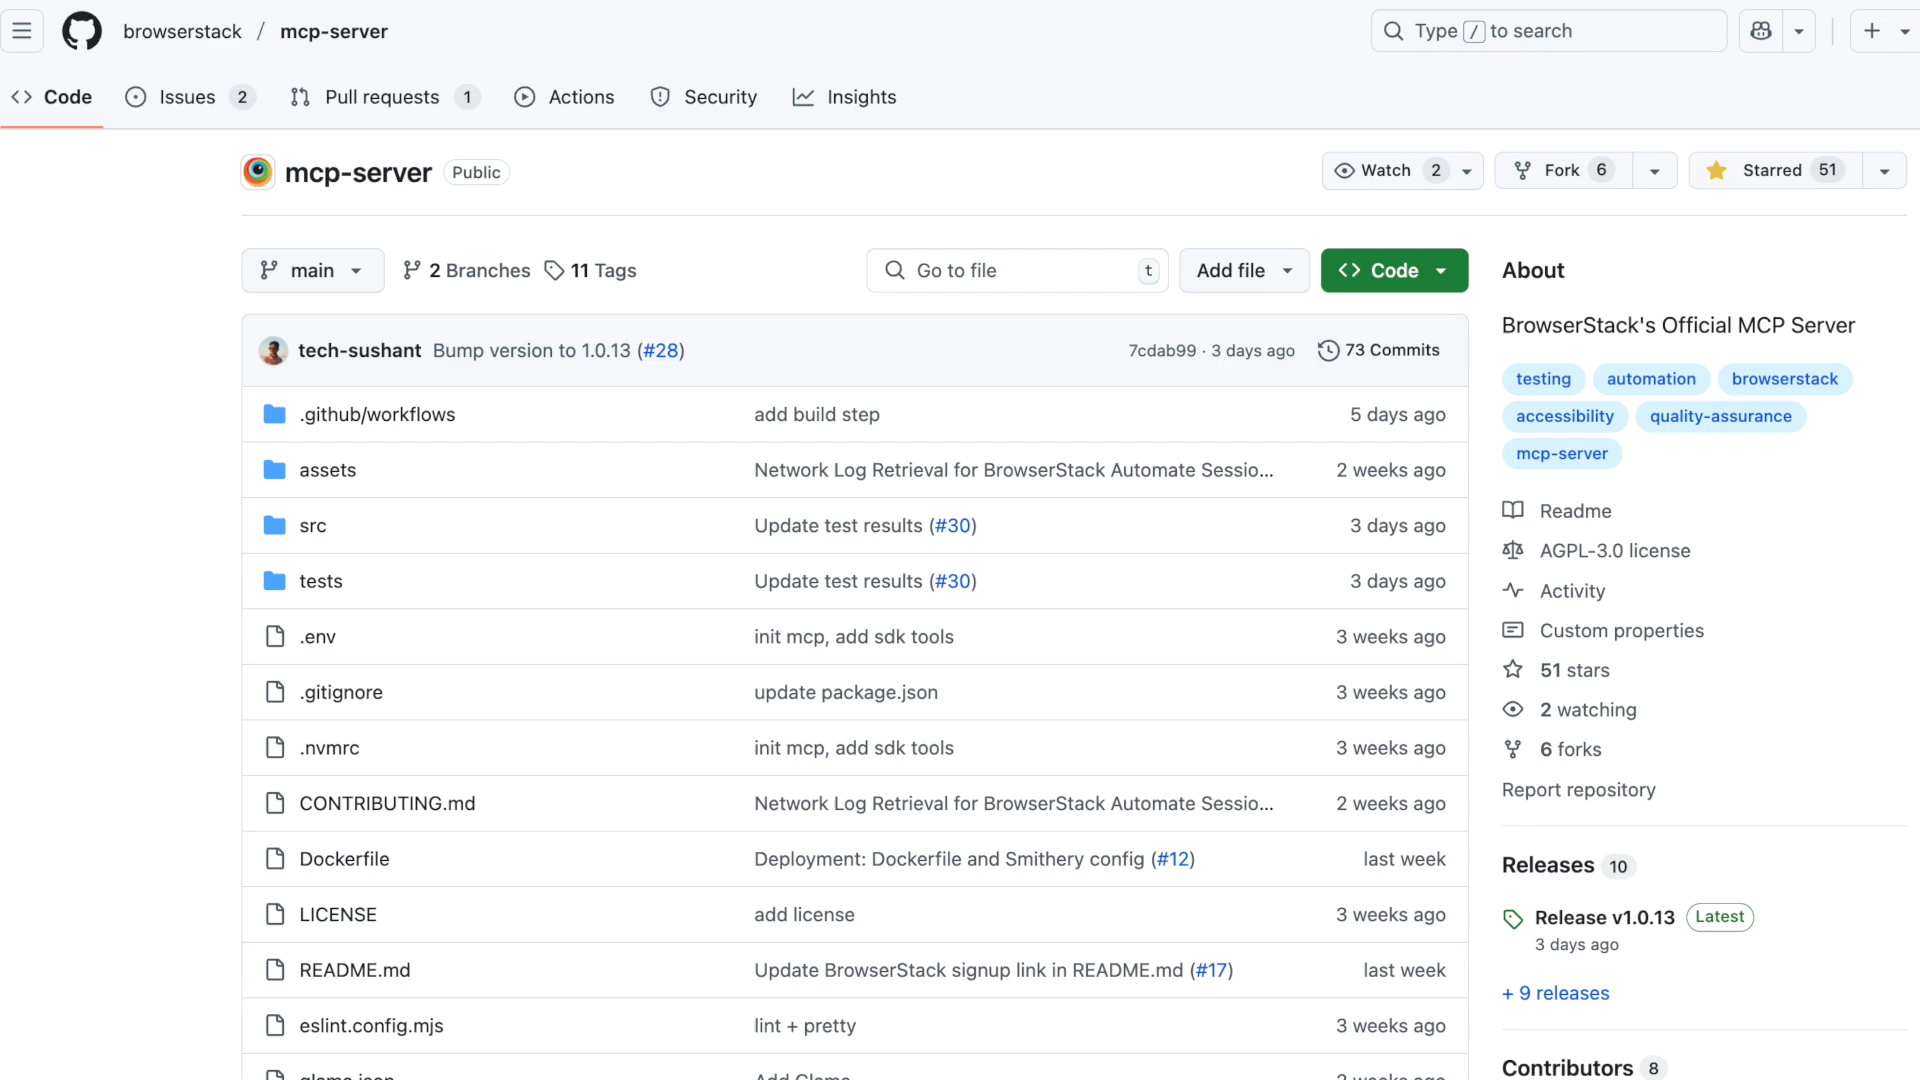 browserstack / mcp-server
Type / to search
Code
Issues 2
Pull requests 1
Actions
Security
Insights
mcp-server Public
Watch 2
Fork 6
Starred 51
main
2 Branches
11 Tags
Go to file t
Add file
Code
tech-sushant Bump version to 1.0.13 (#28) 7cdab99 · 3 days ago 73 Commits
.github/workflows add build step 5 days ago
assets Network Log Retrieval for BrowserStack Automate Sessio... 2 weeks ago
src Update test results (#30) 3 days ago
tests Update test results (#30) 3 days ago
.env init mcp, add sdk tools 3 weeks ago
.gitignore update package.json 3 weeks ago
.nvmrc init mcp, add sdk tools 3 weeks ago
CONTRIBUTING.md Network Log Retrieval for BrowserStack Automate Sessio... 2 weeks ago
Dockerfile Deployment: Dockerfile and Smithery config (#12) last week
LICENSE add license 3 weeks ago
README.md Update BrowserStack signup link in README.md (#17) last week
eslint.config.mjs lint + pretty 3 weeks ago
About
BrowserStack's Official MCP Server
testing automation browserstack
accessibility quality-assurance
mcp-server
Readme
AGPL-3.0 license
Activity
Custom properties
51 stars
2 watching
6 forks
Report repository
Releases 10
Release v1.0.13 Latest
3 days ago
+ 9 releases
Contributors 8